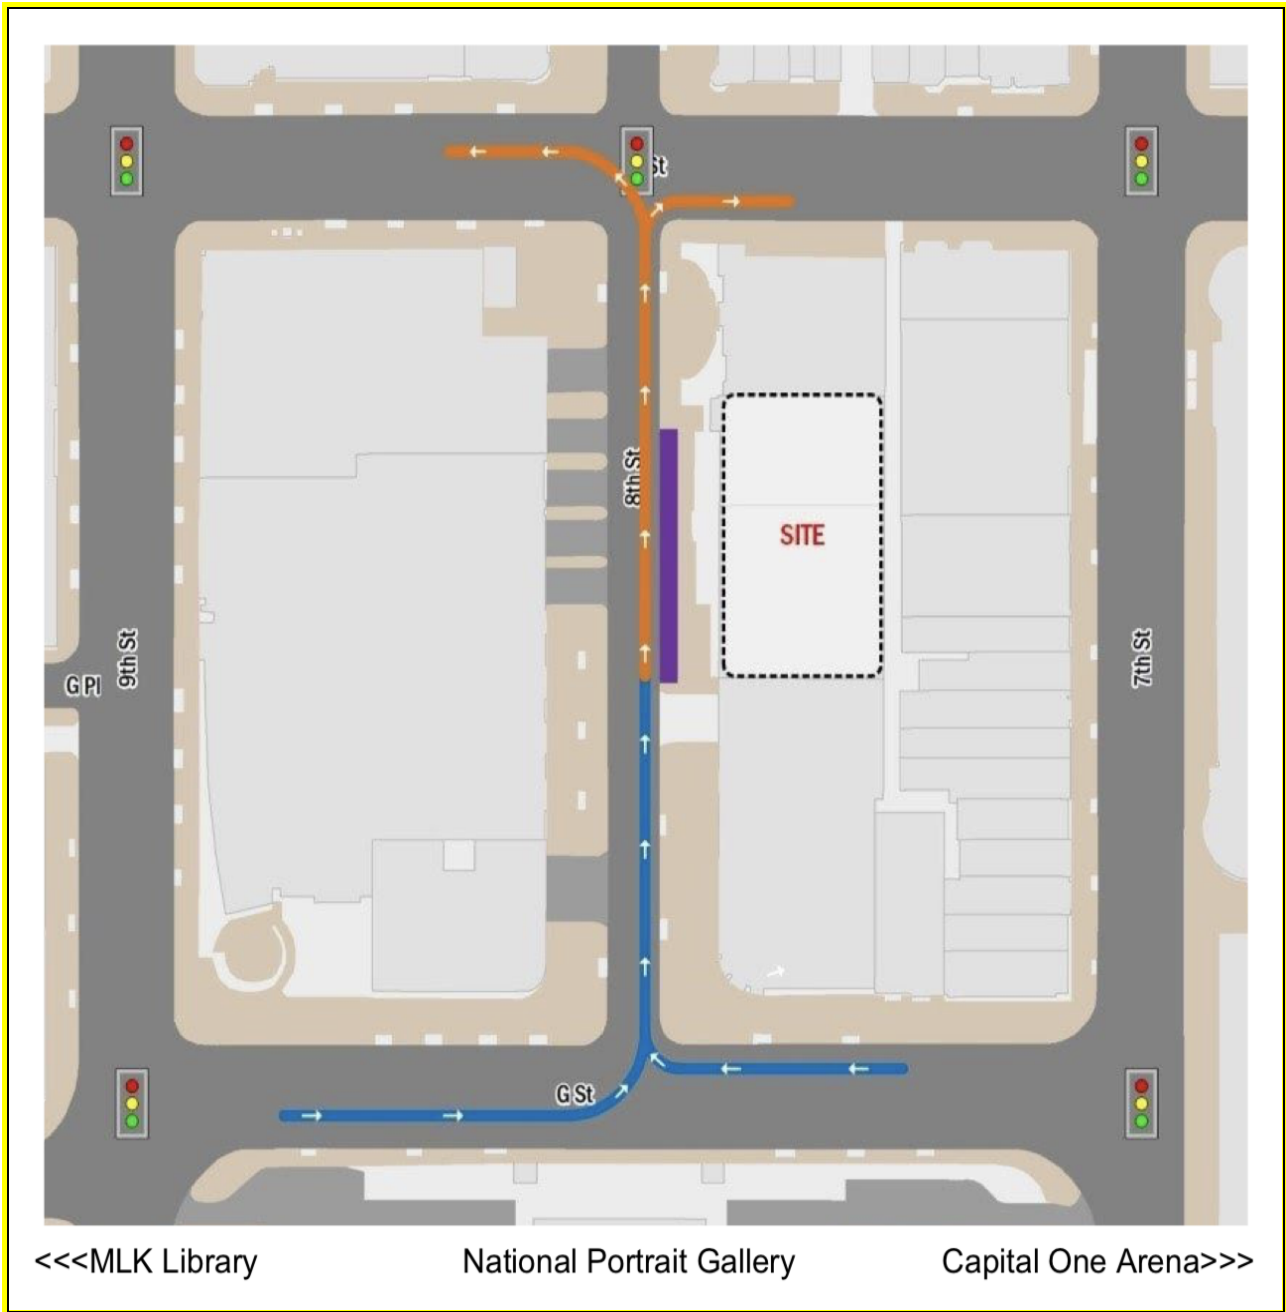 St
8th St
SITE
9th St
G Pl
7th St
G St
<<<MLK Library National Portrait Gallery Capital One Arena>>>